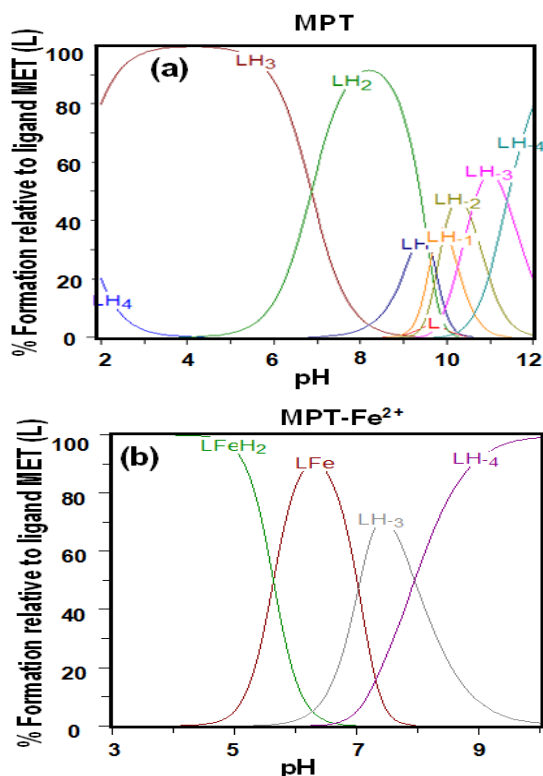 MPT
% Formation relative to ligand MET (L)
100
80
60
40
20
0
(a)
LH3
LH2
LH4
LH
LH-1
LH-2
LH-3
LH-4
L
2
4
6
7
8
10
12
pH
MPT-Fe²⁺
% Formation relative to ligand MET (L)
100
80
60
40
20
0
(b)
LFeH2
LFe
LH-3
LH-4
3
5
7
9
pH